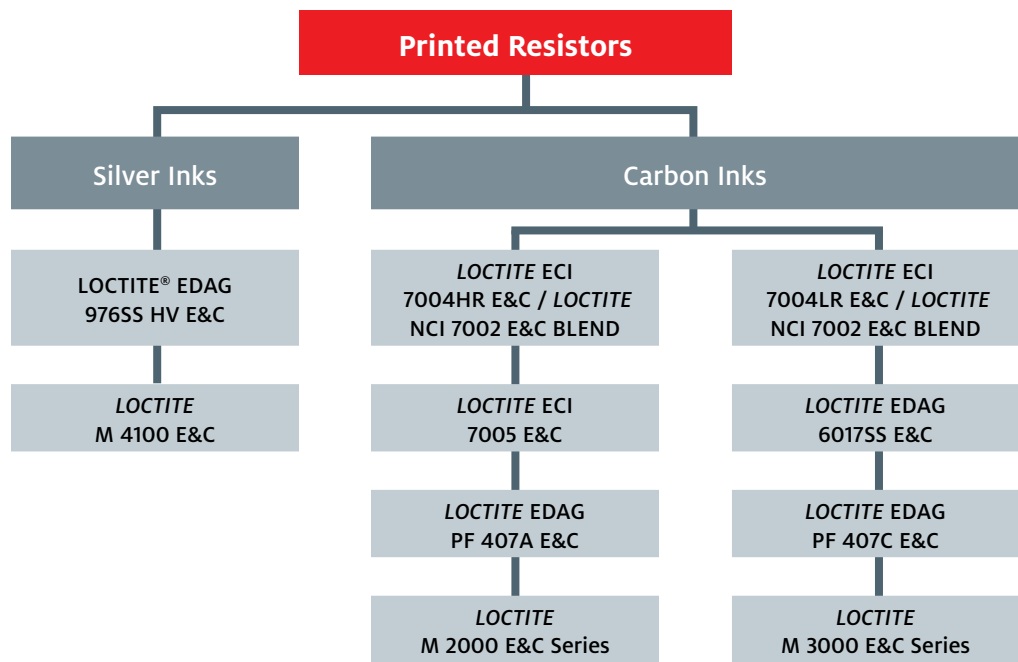 Printed Resistors
Silver Inks
Carbon Inks
LOCTITE® EDAG
976SS HV E&C
LOCTITE
M 4100 E&C
LOCTITE ECI
7004HR E&C / LOCTITE
NCI 7002 E&C BLEND
LOCTITE ECI
7005 E&C
LOCTITE EDAG
PF 407A E&C
LOCTITE
M 2000 E&C Series
LOCTITE ECI
7004LR E&C / LOCTITE
NCI 7002 E&C BLEND
LOCTITE EDAG
6017SS E&C
LOCTITE EDAG
PF 407C E&C
LOCTITE
M 3000 E&C Series